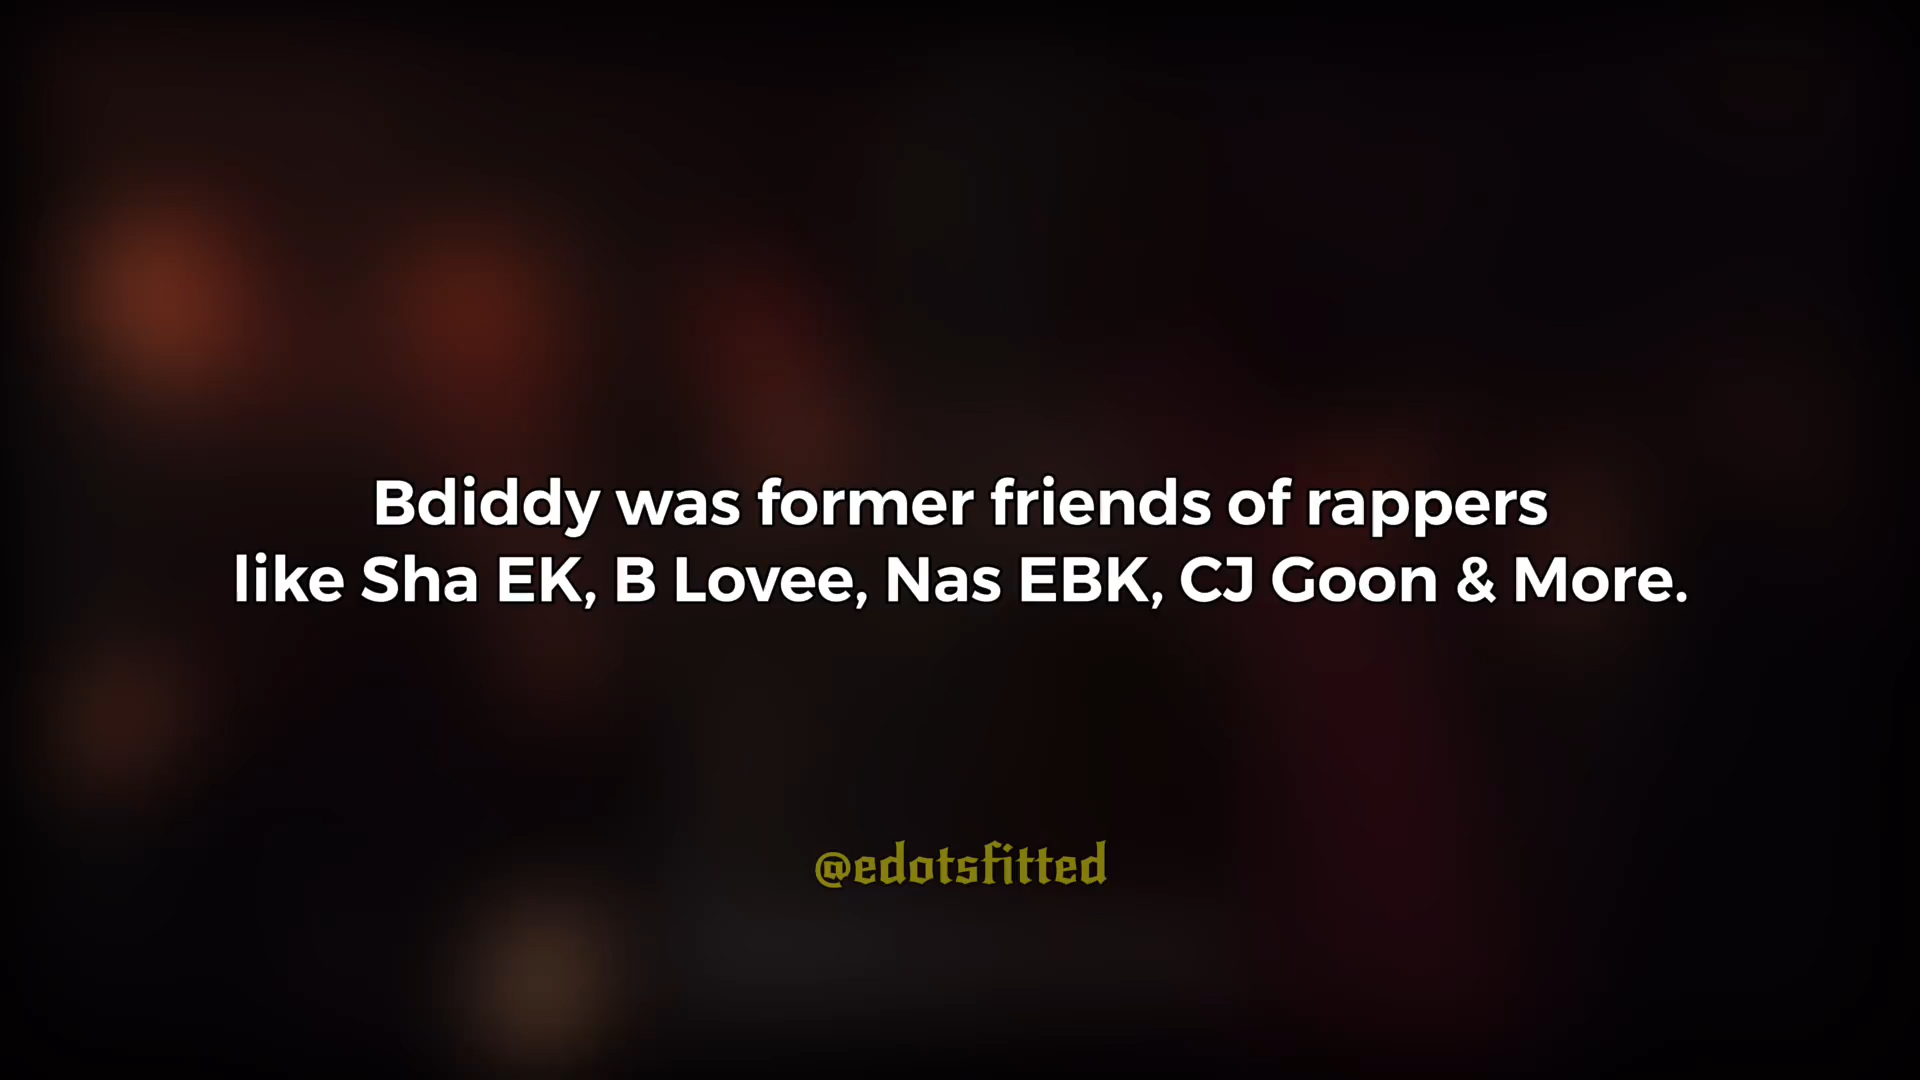 Bdiddy was former friends of rappers
like Sha EK, B Lovee, Nas EBK, CJ Goon & More.
@edotsfitted